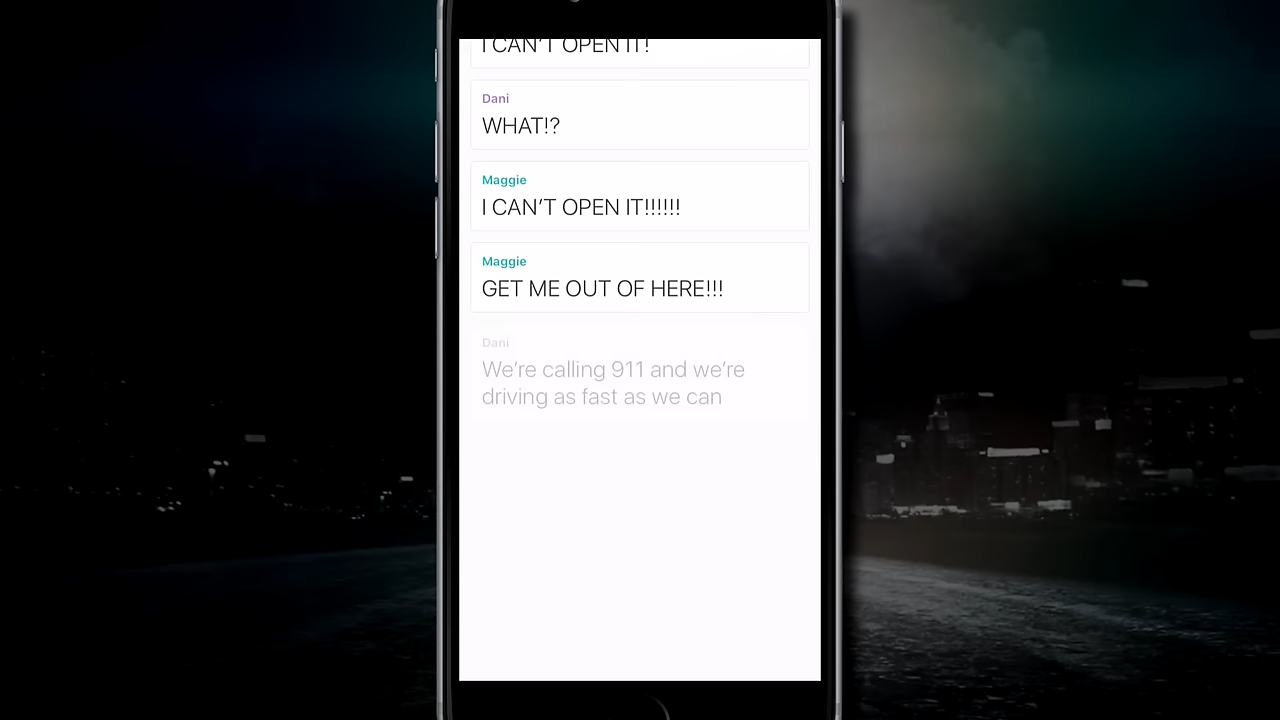 I CAN'T OPEN IT!
Dani
WHAT!?
Maggie
I CAN'T OPEN IT!!!!!!
Maggie
GET ME OUT OF HERE!!!
Dani
We're calling 911 and we're
driving as fast as we can